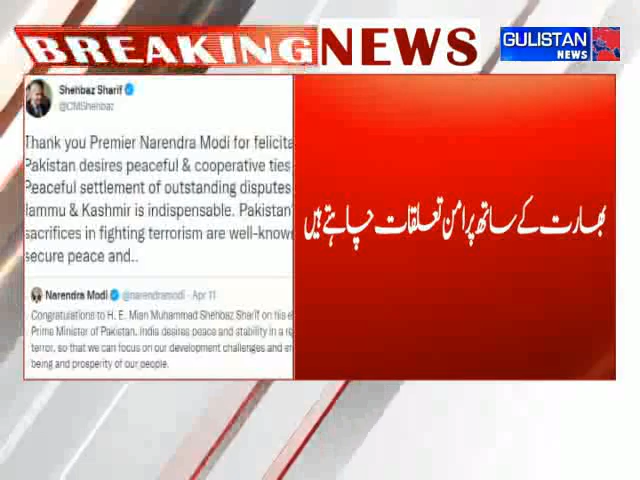 BREAKING NEWS
GULISTAN
NEWS
Shehbaz Sharif
@CMShehbaz
Thank you Premier Narendra Modi for felicita
Pakistan desires peaceful & cooperative ties
Peaceful settlement of outstanding disputes
Jammu & Kashmir is indispensable. Pakistan'
sacrifices in fighting terrorism are well-know
secure peace and..
Narendra Modi @narendramodi · Apr 11
Congratulations to H. E. Mian Muhammad Shehbaz Sharif on his e
Prime Minister of Pakistan. India desires peace and stability in a re
terror, so that we can focus on our development challenges and en
being and prosperity of our people.
بھارت کے ساتھ پرامن تعلقات چاہتے ہیں